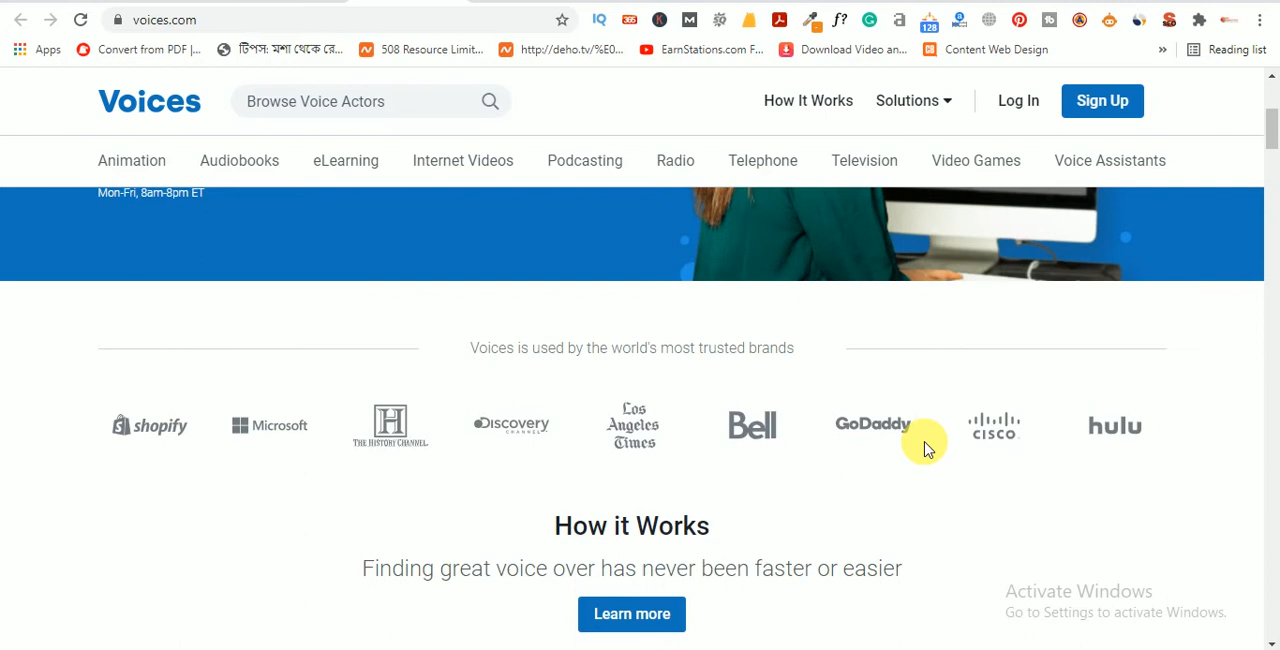 voices.com
Apps Convert from PDF |... টিপস: মশা থেকে রে... 508 Resource Limit... http://deho.tv/%E0... EarnStations.com F... Download Video an... Content Web Design » Reading list
Voices Browse Voice Actors How It Works Solutions Log In Sign Up
Animation Audiobooks eLearning Internet Videos Podcasting Radio Telephone Television Video Games Voice Assistants
Mon-Fri, 8am-8pm ET
Voices is used by the world's most trusted brands
shopify Microsoft H THE HISTORY CHANNEL. Discovery CHANNEL Los Angeles Times Bell GoDaddy CISCO. hulu
How it Works
Finding great voice over has never been faster or easier
Learn more
Activate Windows
Go to Settings to activate Windows.